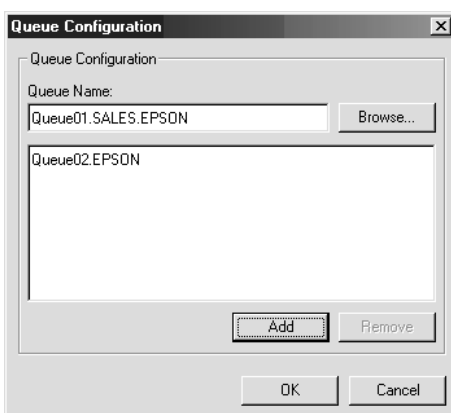 Queue Configuration
Queue Configuration
Queue Name:
Queue01.SALES.EPSON
Browse...
Queue02.EPSON
Add
Remove
OK
Cancel